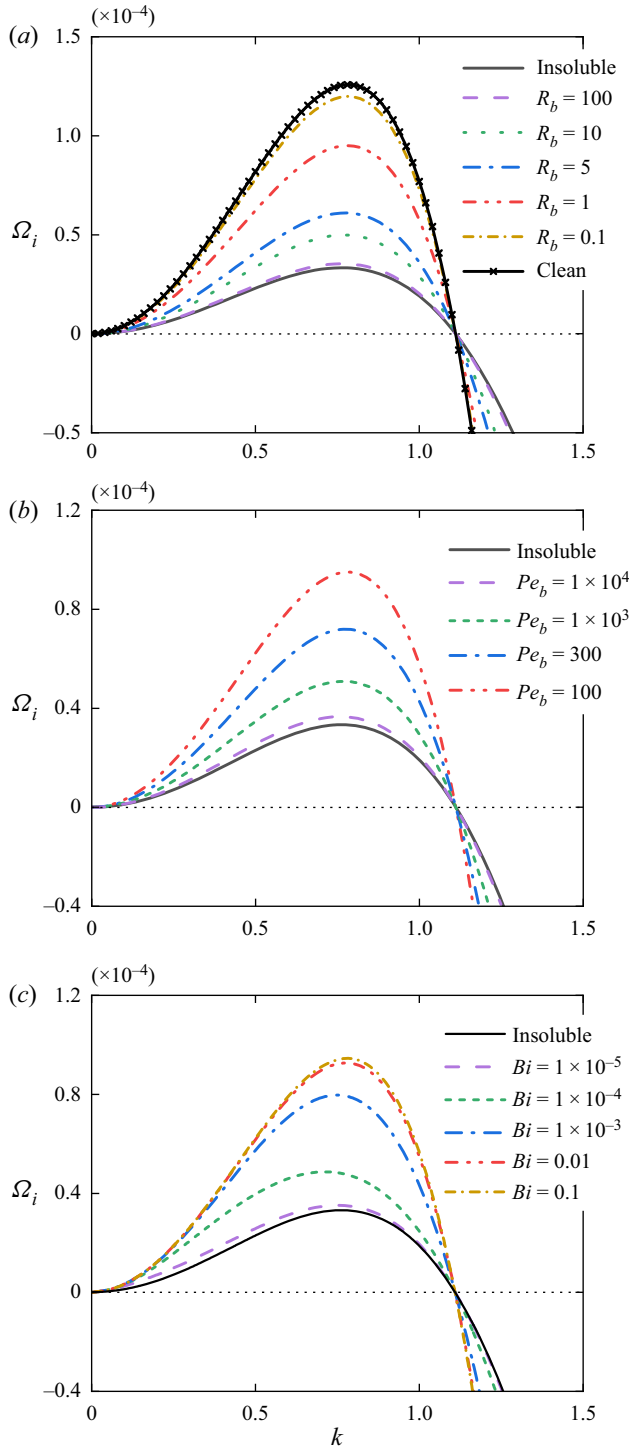 (×10⁻⁴)
(a)
1.5
1.0
0.5
0
−0.5
Ωᵢ
Insoluble
R_b = 100
R_b = 10
R_b = 5
R_b = 1
R_b = 0.1
Clean
0
0.5
1.0
1.5
(×10⁻⁴)
(b)
1.2
0.8
0.4
0
−0.4
Ωᵢ
Insoluble
Pe_b = 1 × 10⁴
Pe_b = 1 × 10³
Pe_b = 300
Pe_b = 100
0
0.5
1.0
1.5
(×10⁻⁴)
(c)
1.2
0.8
0.4
0
−0.4
Ωᵢ
Insoluble
Bi = 1 × 10⁻⁵
Bi = 1 × 10⁻⁴
Bi = 1 × 10⁻³
Bi = 0.01
Bi = 0.1
0
0.5
1.0
1.5
k